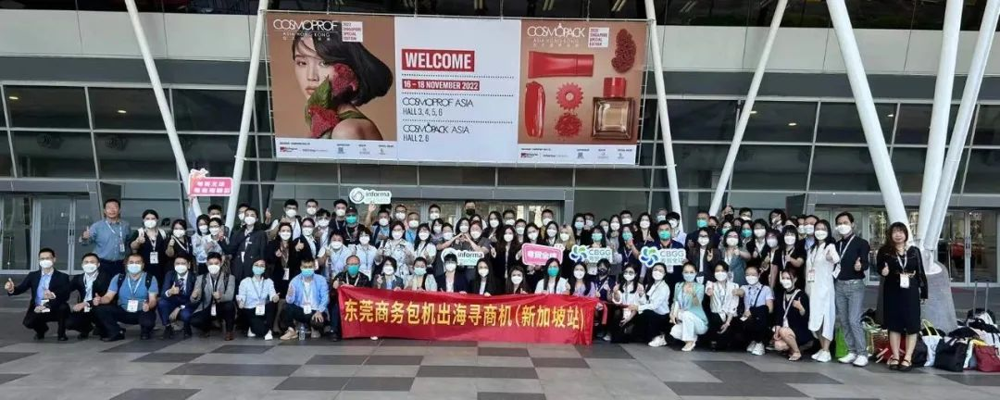 COSMOPROF
ASIA HONG KONG
2022
SINGAPORE
SPECIAL
EDITION
WELCOME
16 - 18 NOVEMBER 2022
COSMOPROF ASIA
HALL 3, 4, 5, 6
COSMOPACK ASIA
HALL 2, 6
COSMOPACK
ASIA HONG KONG
2022
SINGAPORE
SPECIAL
EDITION
informa
informa
CBGG
CBGG
东莞商务包机出海寻商机(新加坡站)